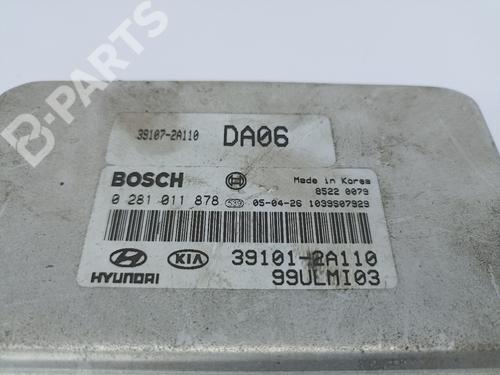 B-PARTS
39107-2A110 DA06
BOSCH Made in Korea
8522 0079
0 281 011 878 05-04-26 1039S07929
39101-2A110
HYUNDAI KIA 99ULMI03